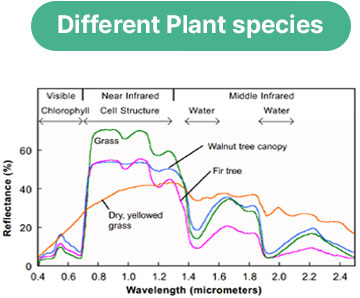 Different Plant species
Visible Near Infrared Middle Infrared
Chlorophyll Cell Structure Water Water
Grass
Walnut tree canopy
Fir tree
Dry, yellowed
grass
Reflectance (%)
60
40
20
0
0.4 0.6 0.8 1.0 1.2 1.4 1.6 1.8 2.0 2.2 2.4
Wavelength (micrometers)